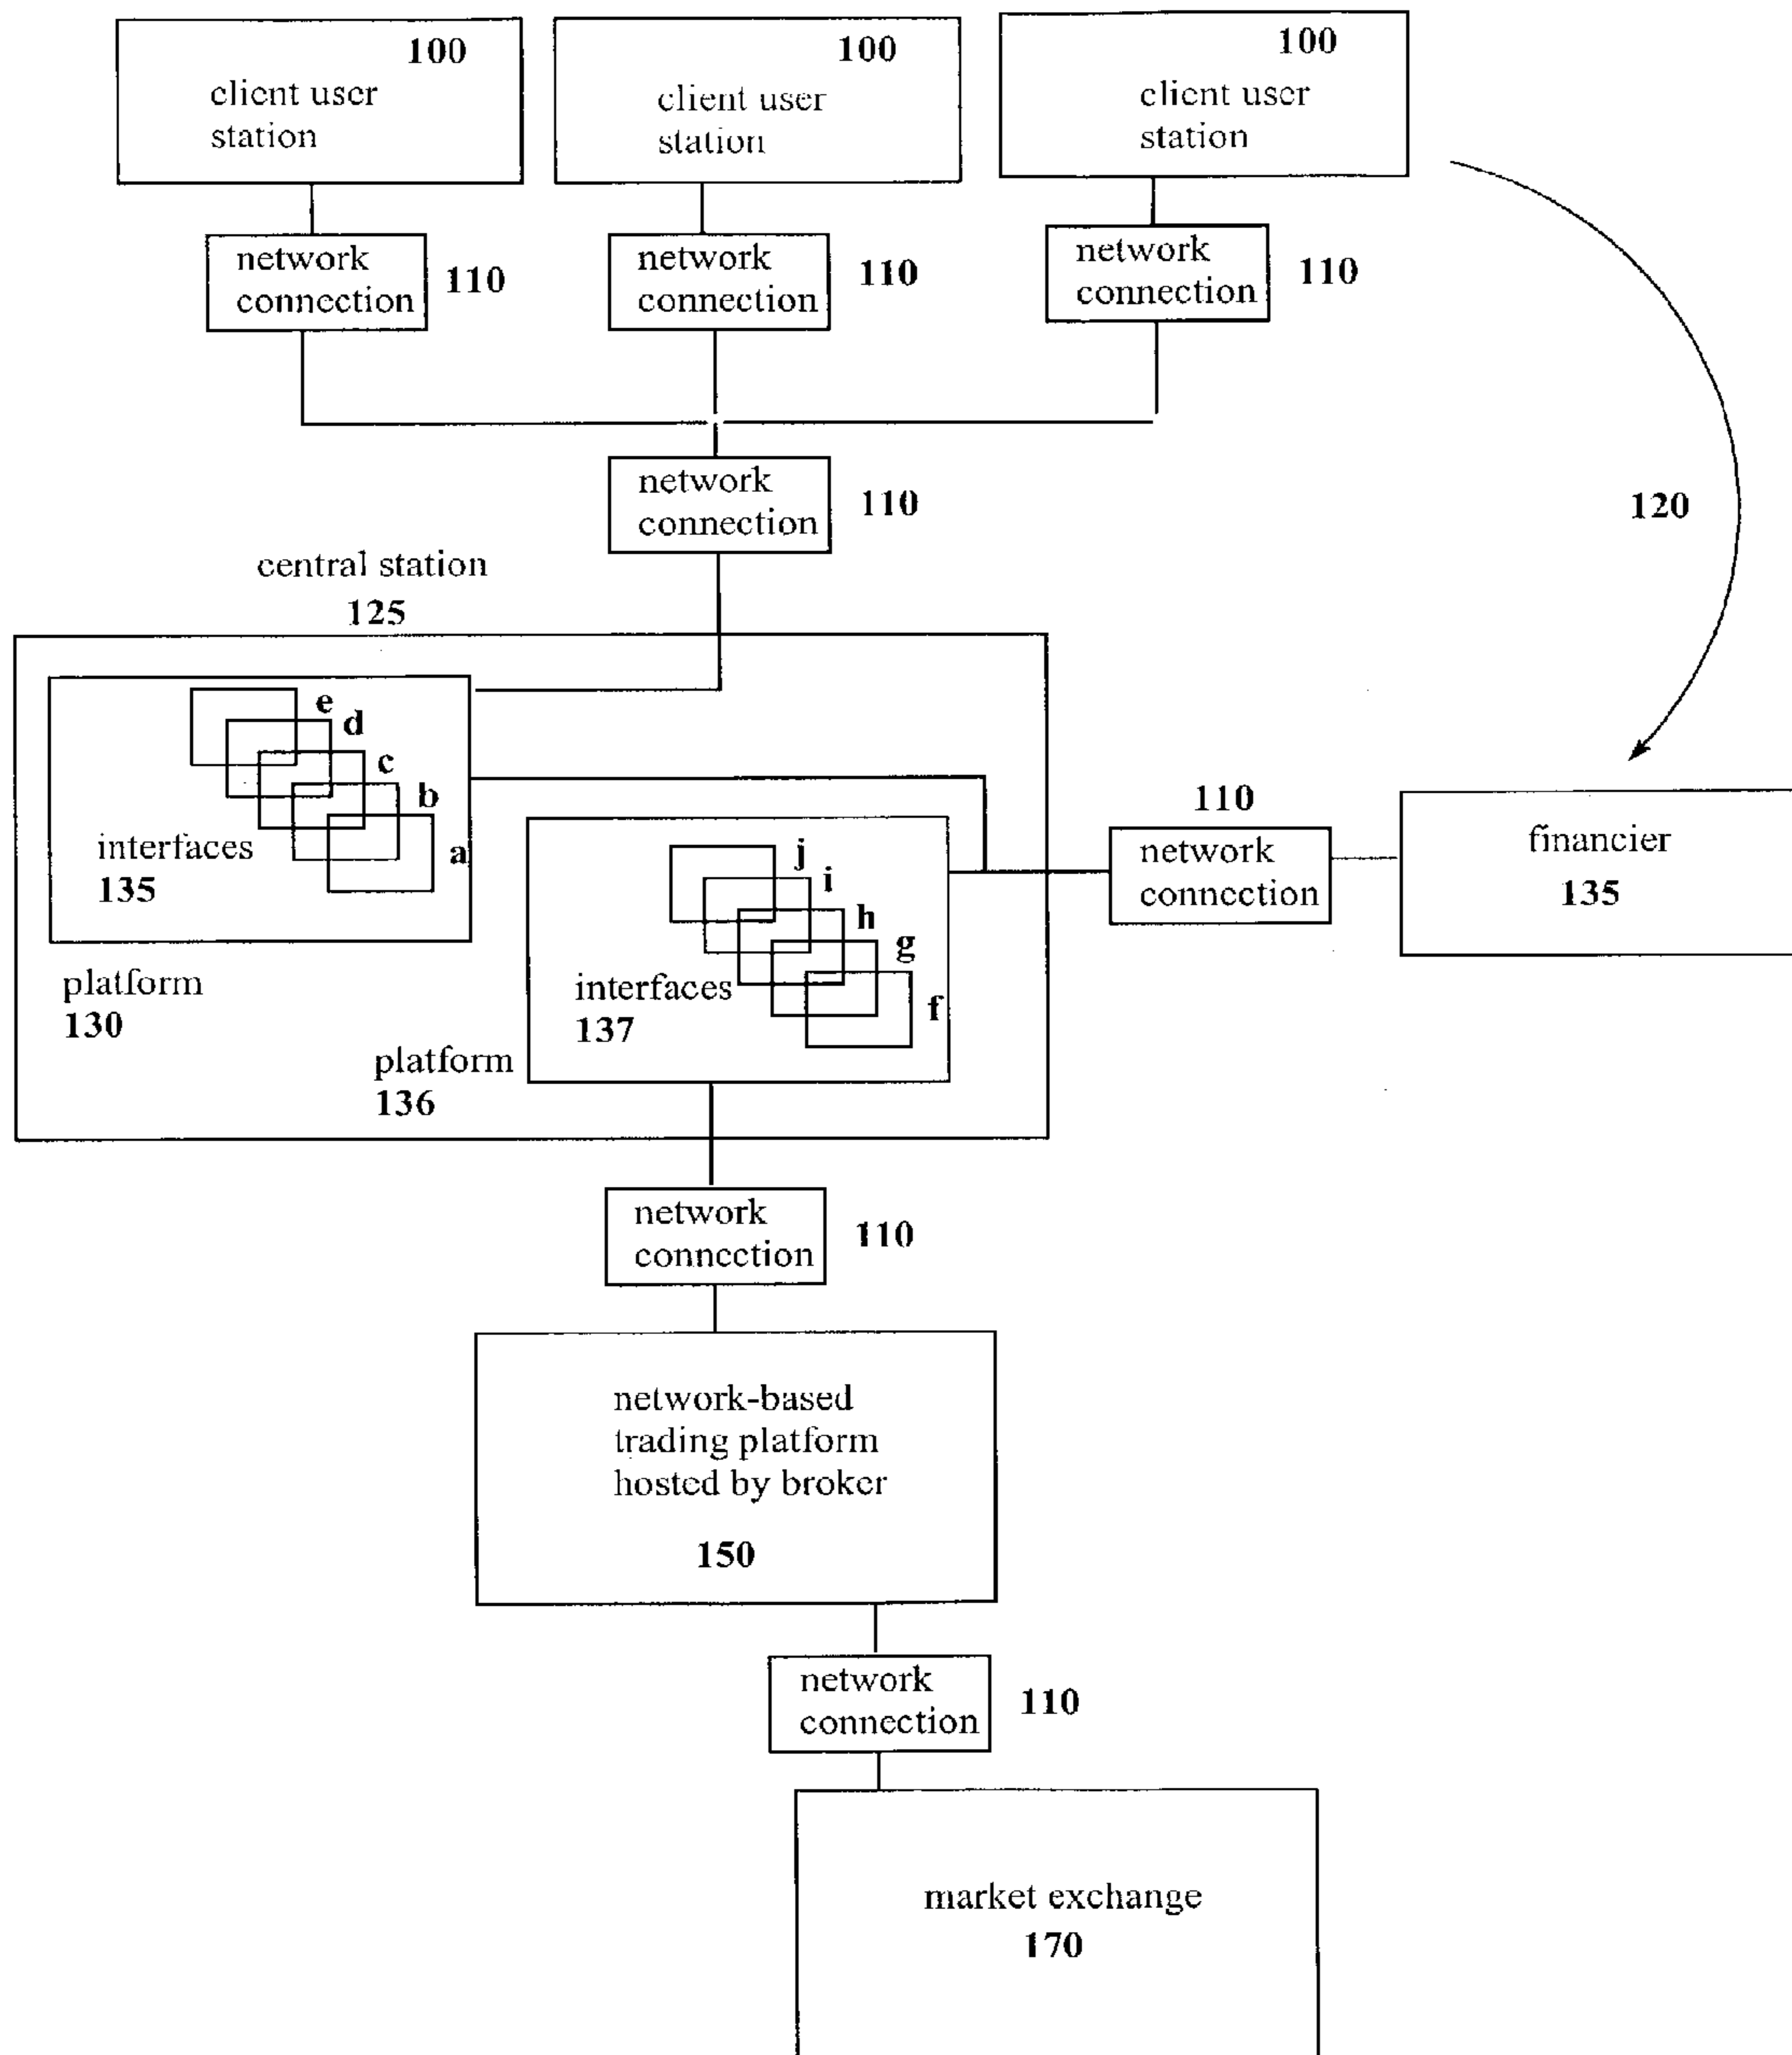 100
client user
station
100
client user
station
100
client user
station
network
connection
110
network
connection
110
network
connection
110
network
connection
110
120
central station
125
e
d
c
b
a
interfaces
135
platform
130
j
i
h
g
f
interfaces
137
platform
136
110
network
connection
financier
135
network
connection
110
network-based
trading platform
hosted by broker
150
network
connection
110
market exchange
170